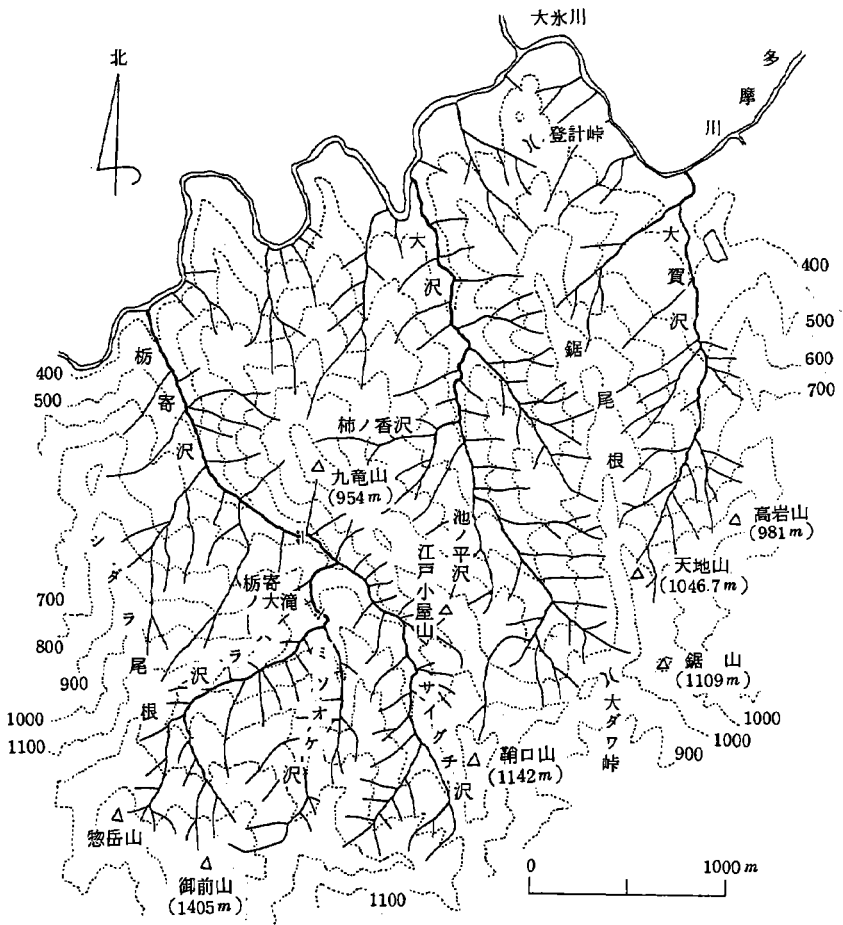 大氷川
北
多摩川
登計峠
大沢
大賀沢
400
500
600
700
400
500
栃寄沢
鋸尾根
柿ノ香沢
九竜山
(954m)
池ノ平沢
高岩山
(981m)
シダラ尾根
江戸小屋山
天地山
(1046.7m)
栃寄
ノ大滝
700
800
900
1000
1100
ミソオケ沢
サイグチ沢
鋸山
(1109m)
大ダワ峠
1000
1000
900
鞘口山
(1142m)
惣岳山
御前山
(1405m)
1100
0
1000m